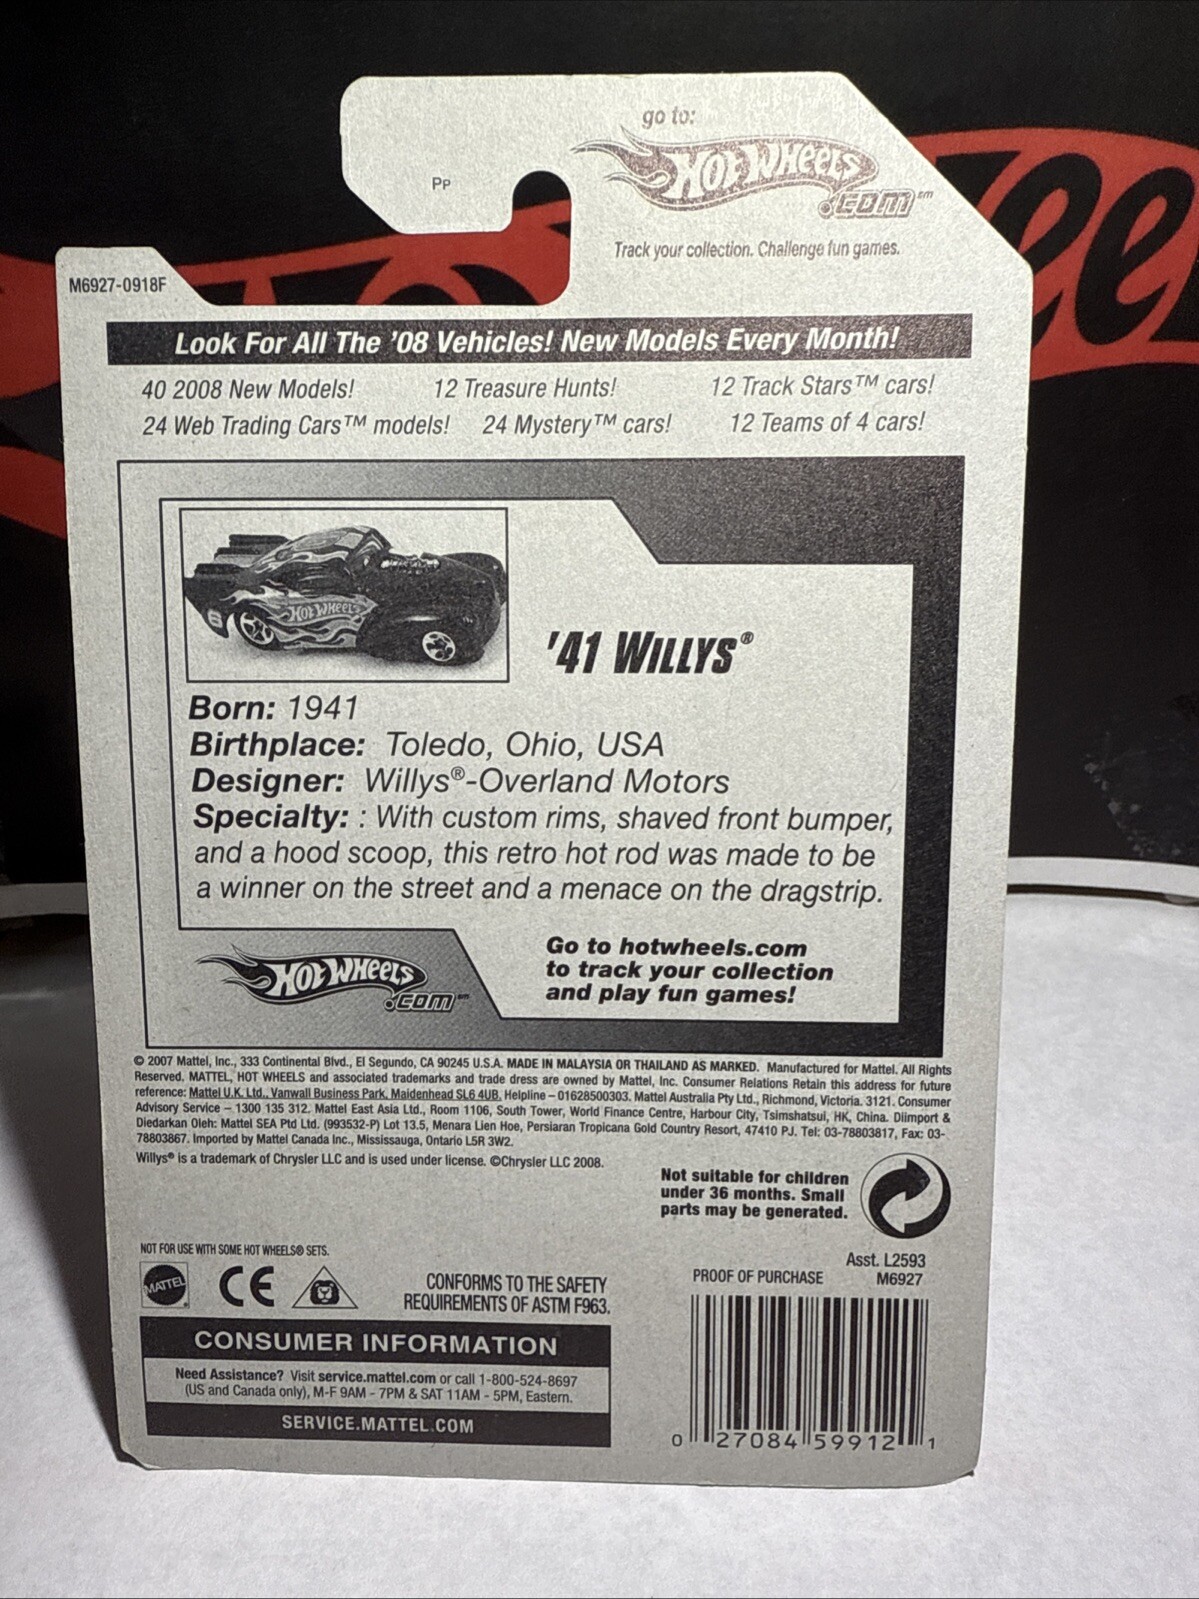 go to:
HOT WHEELS
.COM℠
Pp
Track your collection. Challenge fun games.
M6927-0918F
Look For All The '08 Vehicles! New Models Every Month!
40 2008 New Models! 12 Treasure Hunts! 12 Track Stars™ cars!
24 Web Trading Cars™ models! 24 Mystery™ cars! 12 Teams of 4 cars!
HOT WHEELS
'41 WILLYS®
Born: 1941
Birthplace: Toledo, Ohio, USA
Designer: Willys®-Overland Motors
Specialty: : With custom rims, shaved front bumper,
and a hood scoop, this retro hot rod was made to be
a winner on the street and a menace on the dragstrip.
HOT WHEELS
.COM℠
Go to hotwheels.com
to track your collection
and play fun games!
© 2007 Mattel, Inc., 333 Continental Blvd., El Segundo, CA 90245 U.S.A. MADE IN MALAYSIA OR THAILAND AS MARKED. Manufactured for Mattel. All Rights
Reserved. MATTEL, HOT WHEELS and associated trademarks and trade dress are owned by Mattel, Inc. Consumer Relations Retain this address for future
reference: Mattel U.K. Ltd., Vanwall Business Park, Maidenhead SL6 4UB. Helpline – 01628500303. Mattel Australia Pty Ltd., Richmond, Victoria. 3121. Consumer
Advisory Service – 1300 135 312. Mattel East Asia Ltd., Room 1106, South Tower, World Finance Centre, Harbour City, Tsimshatsui, HK, China. Diimport &
Diedarkan Oleh: Mattel SEA Ptd Ltd. (993532-P) Lot 13.5, Menara Lien Hoe, Persiaran Tropicana Gold Country Resort, 47410 PJ. Tel: 03-78803817, Fax: 03-
78803867. Imported by Mattel Canada Inc., Mississauga, Ontario L5R 3W2.
Willys® is a trademark of Chrysler LLC and is used under license. ©Chrysler LLC 2008.
Not suitable for children
under 36 months. Small
parts may be generated.
NOT FOR USE WITH SOME HOT WHEELS® SETS.
MATTEL
CE
CONFORMS TO THE SAFETY
REQUIREMENTS OF ASTM F963.
Asst. L2593
PROOF OF PURCHASE M6927
CONSUMER INFORMATION
Need Assistance? Visit service.mattel.com or call 1-800-524-8697
(US and Canada only), M-F 9AM - 7PM & SAT 11AM - 5PM, Eastern.
SERVICE.MATTEL.COM
0 27084 59912 1